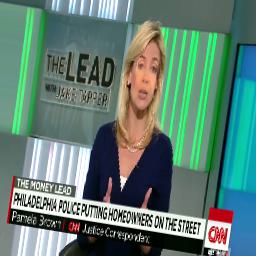 THE LEAD
WITH JAKE TAPPER
THE MONEY LEAD
PHILADELPHIA POLICE PUTTING HOMEOWNERS ON THE STREET
Pamela Brown CNN Justice Correspondent
CNN